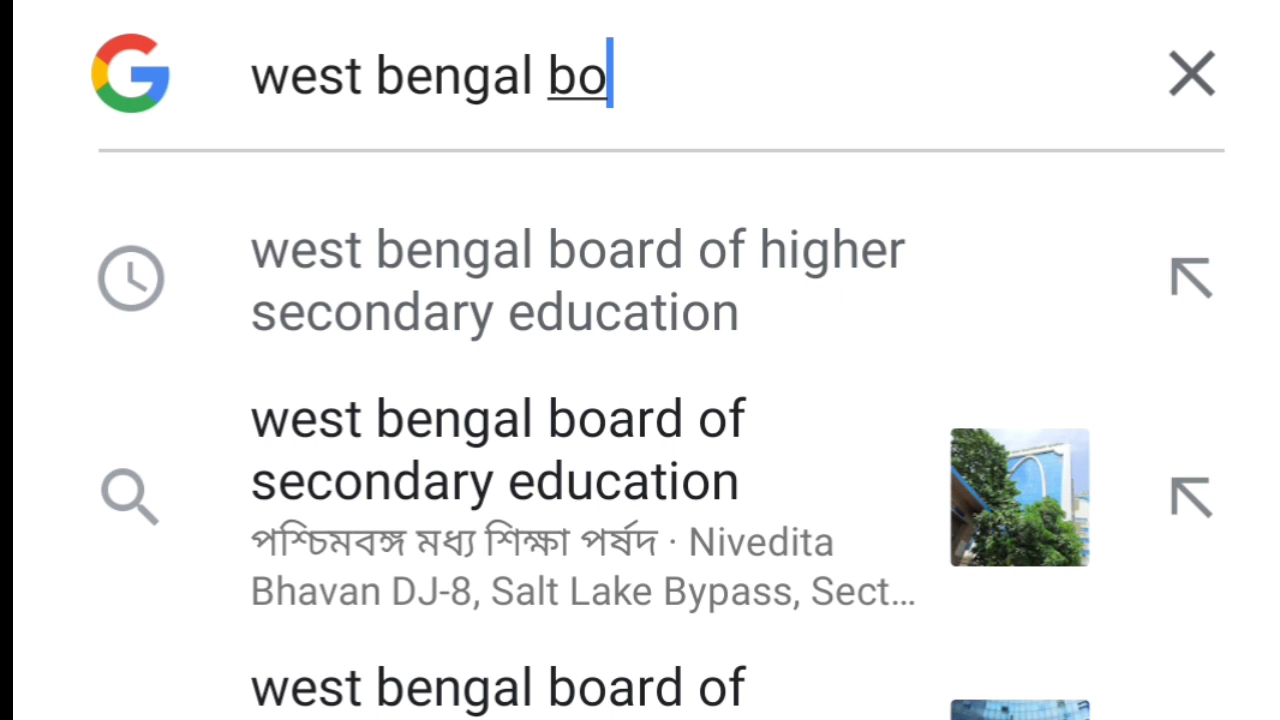 west bengal bo
west bengal board of higher
secondary education
west bengal board of
secondary education
পশ্চিমবঙ্গ মধ্য শিক্ষা পর্ষদ · Nivedita
Bhavan DJ-8, Salt Lake Bypass, Sect...
west bengal board of